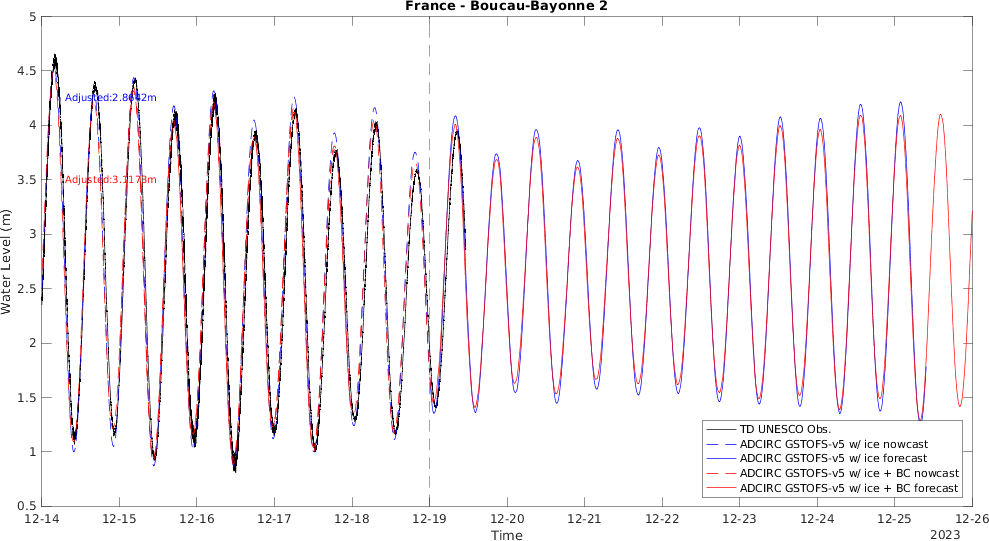 France - Boucau-Bayonne 2
5
4.5
4
3.5
3
2.5
2
1.5
1
0.5
Water Level (m)
Adjusted:2.8642m
Adjusted:3.1173m
TD UNESCO Obs.
ADCIRC GSTOFS-v5 w/ ice nowcast
ADCIRC GSTOFS-v5 w/ ice forecast
ADCIRC GSTOFS-v5 w/ ice + BC nowcast
ADCIRC GSTOFS-v5 w/ ice + BC forecast
12-14 12-15 12-16 12-17 12-18 12-19 12-20 12-21 12-22 12-23 12-24 12-25 12-26
Time
2023